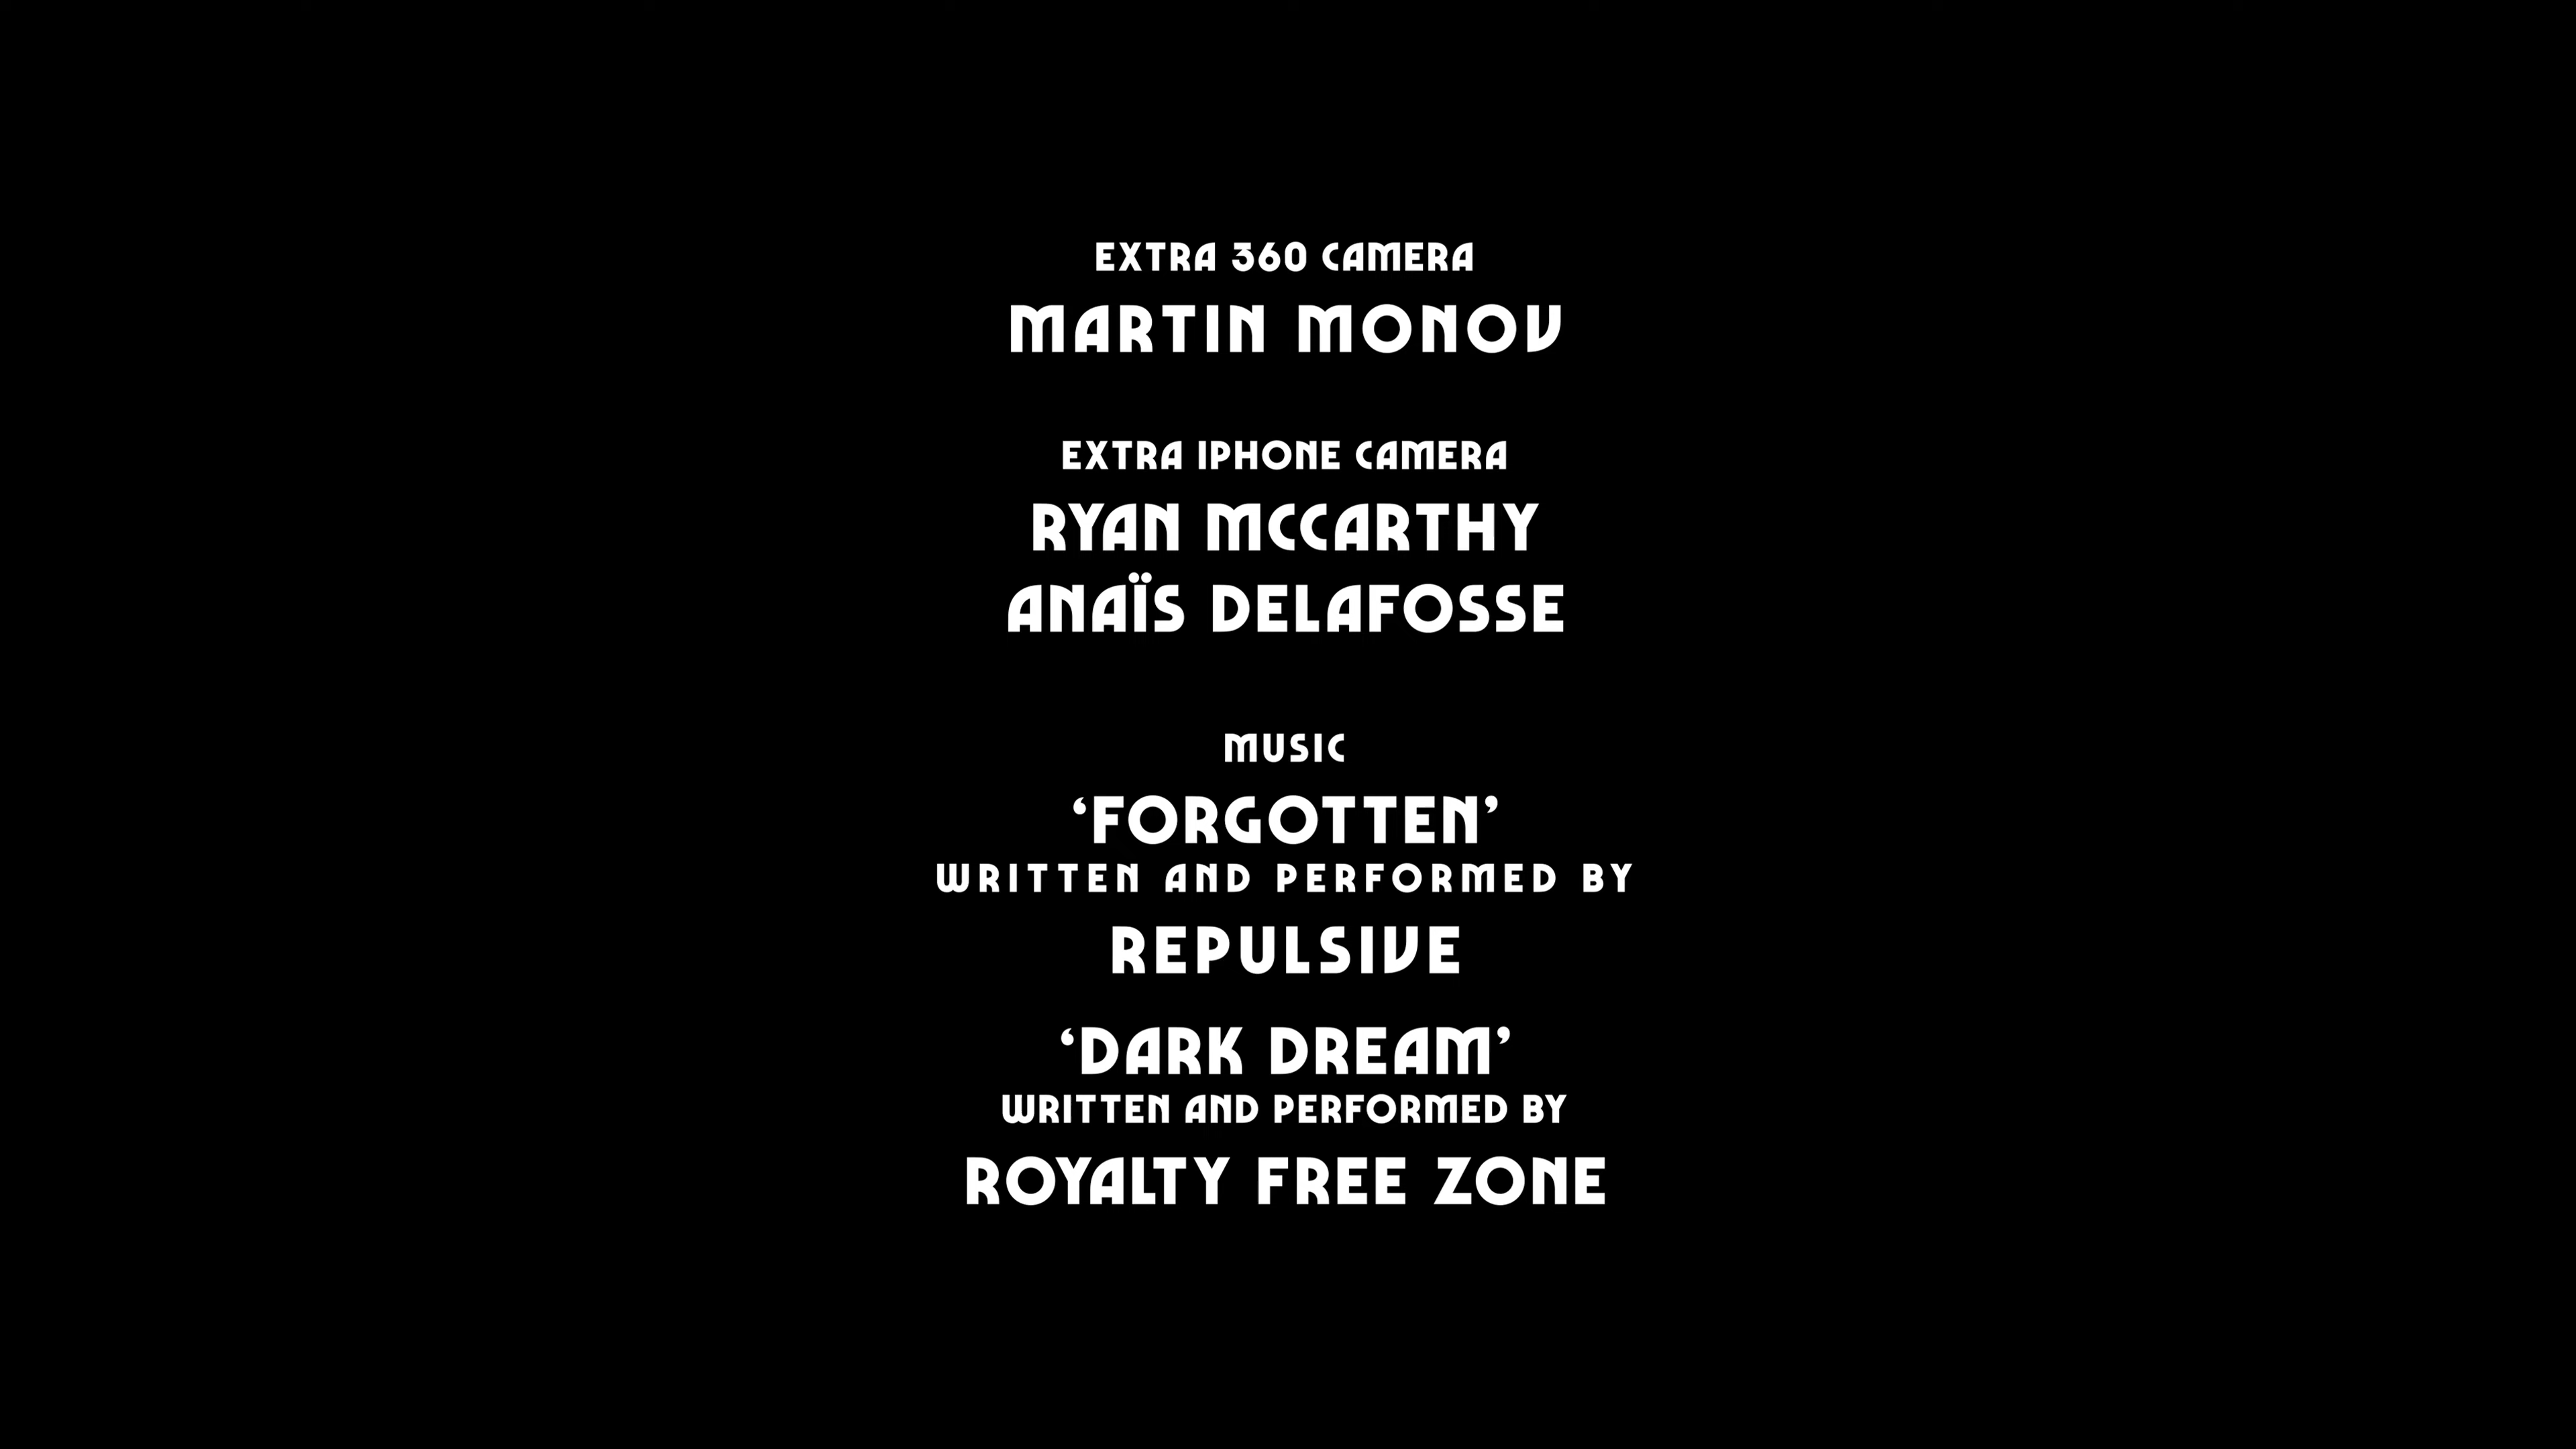 EXTRA 360 CAMERA
MARTIN MONOV
EXTRA IPHONE CAMERA
RYAN MCCARTHY
ANAÏS DELAFOSSE
MUSIC
‘FORGOTTEN’
WRITTEN AND PERFORMED BY
REPULSIVE
‘DARK DREAM’
WRITTEN AND PERFORMED BY
ROYALTY FREE ZONE